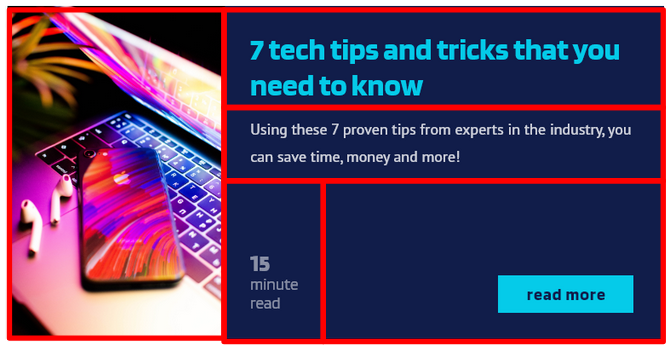 7 tech tips and tricks that you
need to know
Using these 7 proven tips from experts in the industry, you
can save time, money and more!
15
minute
read
read more